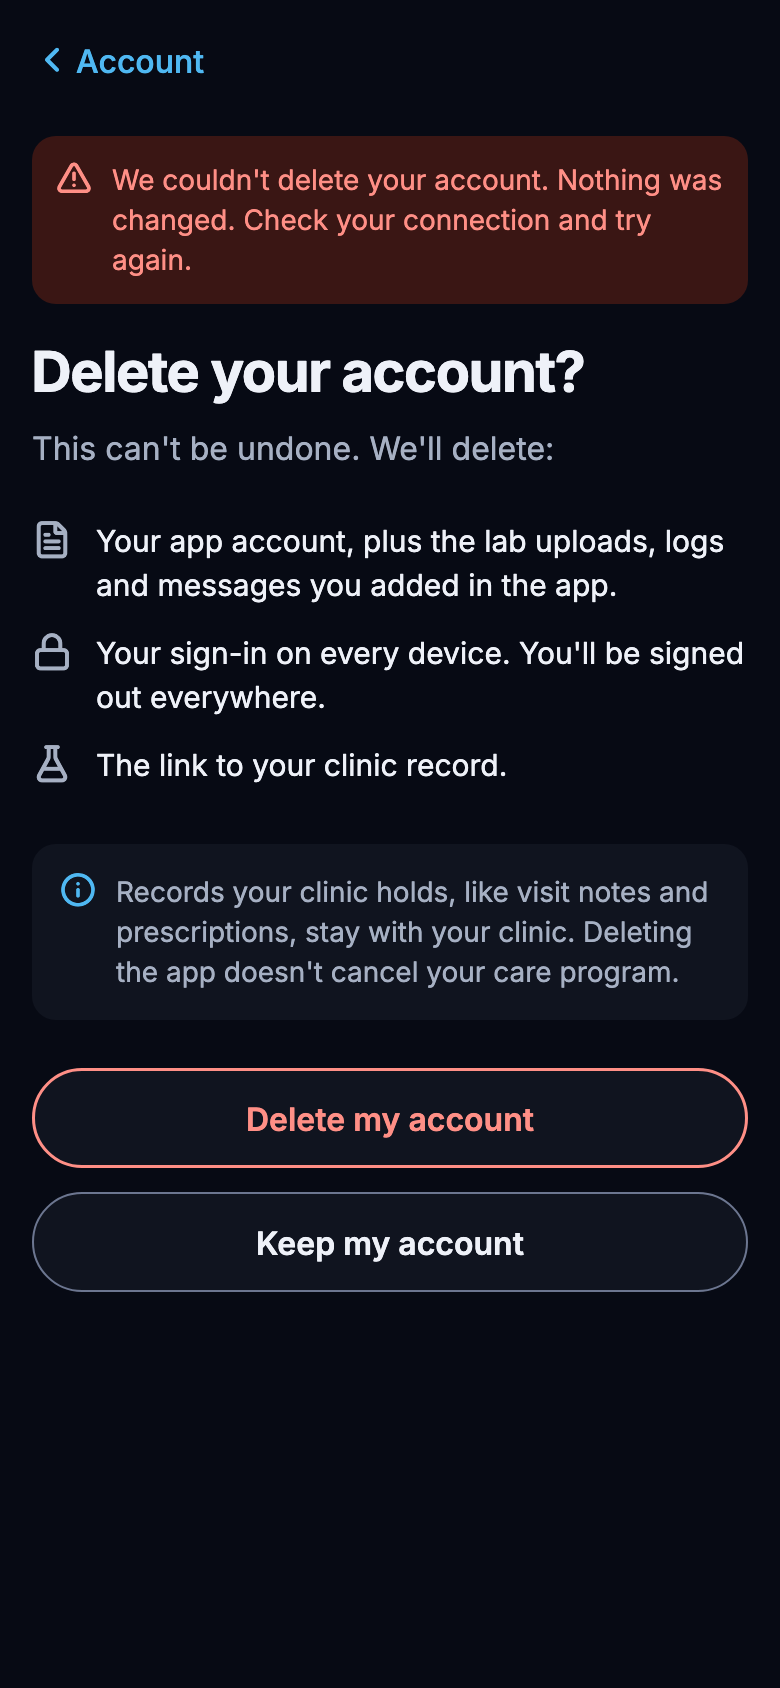 Account
We couldn't delete your account. Nothing was
changed. Check your connection and try
again.
Delete your account?
This can't be undone. We'll delete:
Your app account, plus the lab uploads, logs
and messages you added in the app.
Your sign-in on every device. You'll be signed
out everywhere.
The link to your clinic record.
Records your clinic holds, like visit notes and
prescriptions, stay with your clinic. Deleting
the app doesn't cancel your care program.
Delete my account
Keep my account